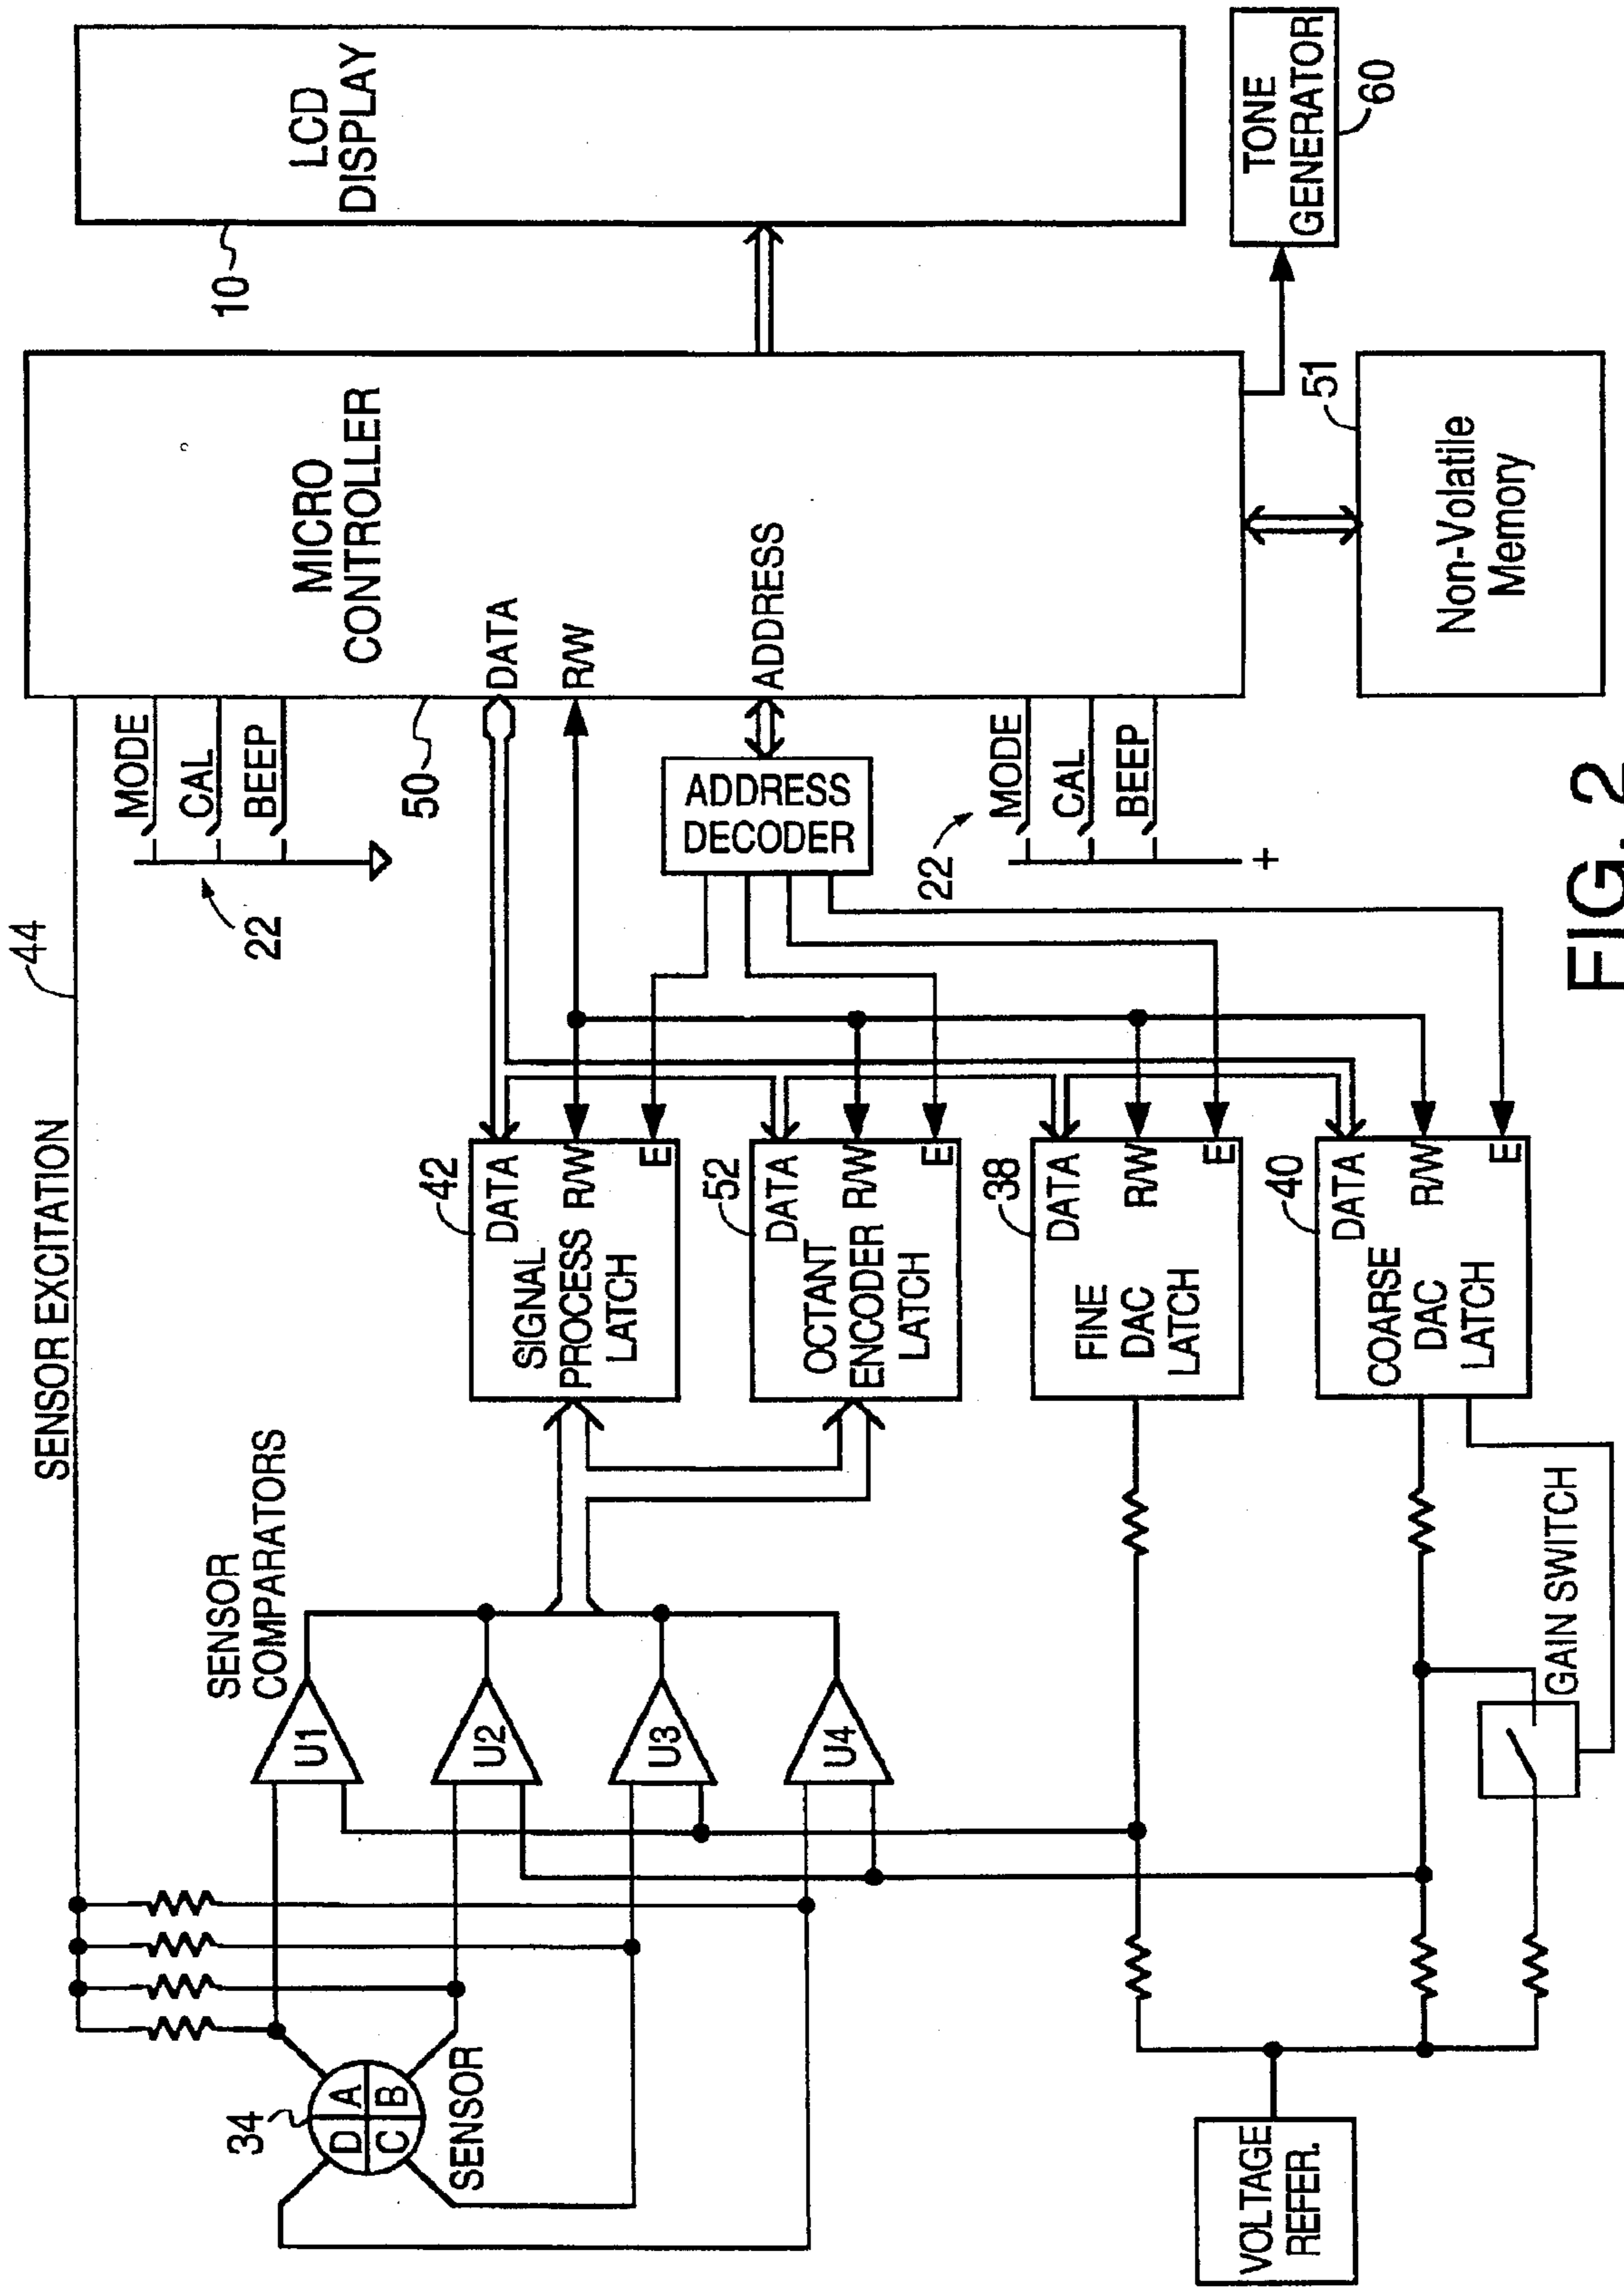 SENSOR EXCITATION
44
34
D
A
C
B
SENSOR
SENSOR
COMPARATORS
U1
U2
U3
U4
VOLTAGE
REFER.
GAIN SWITCH
42
DATA
SIGNAL
PROCESS
LATCH
R/W
E
52
DATA
OCTANT
ENCODER
LATCH
R/W
E
38
DATA
FINE
DAC
LATCH
R/W
E
40
DATA
COARSE
DAC
LATCH
R/W
E
22
MODE
CAL
BEEP
50
ADDRESS
DECODER
22
MODE
CAL
BEEP
+
MICRO
CONTROLLER
DATA
R/W
ADDRESS
10
LCD
DISPLAY
TONE
GENERATOR
60
51
Non-Volatile
Memory
FIG. 2